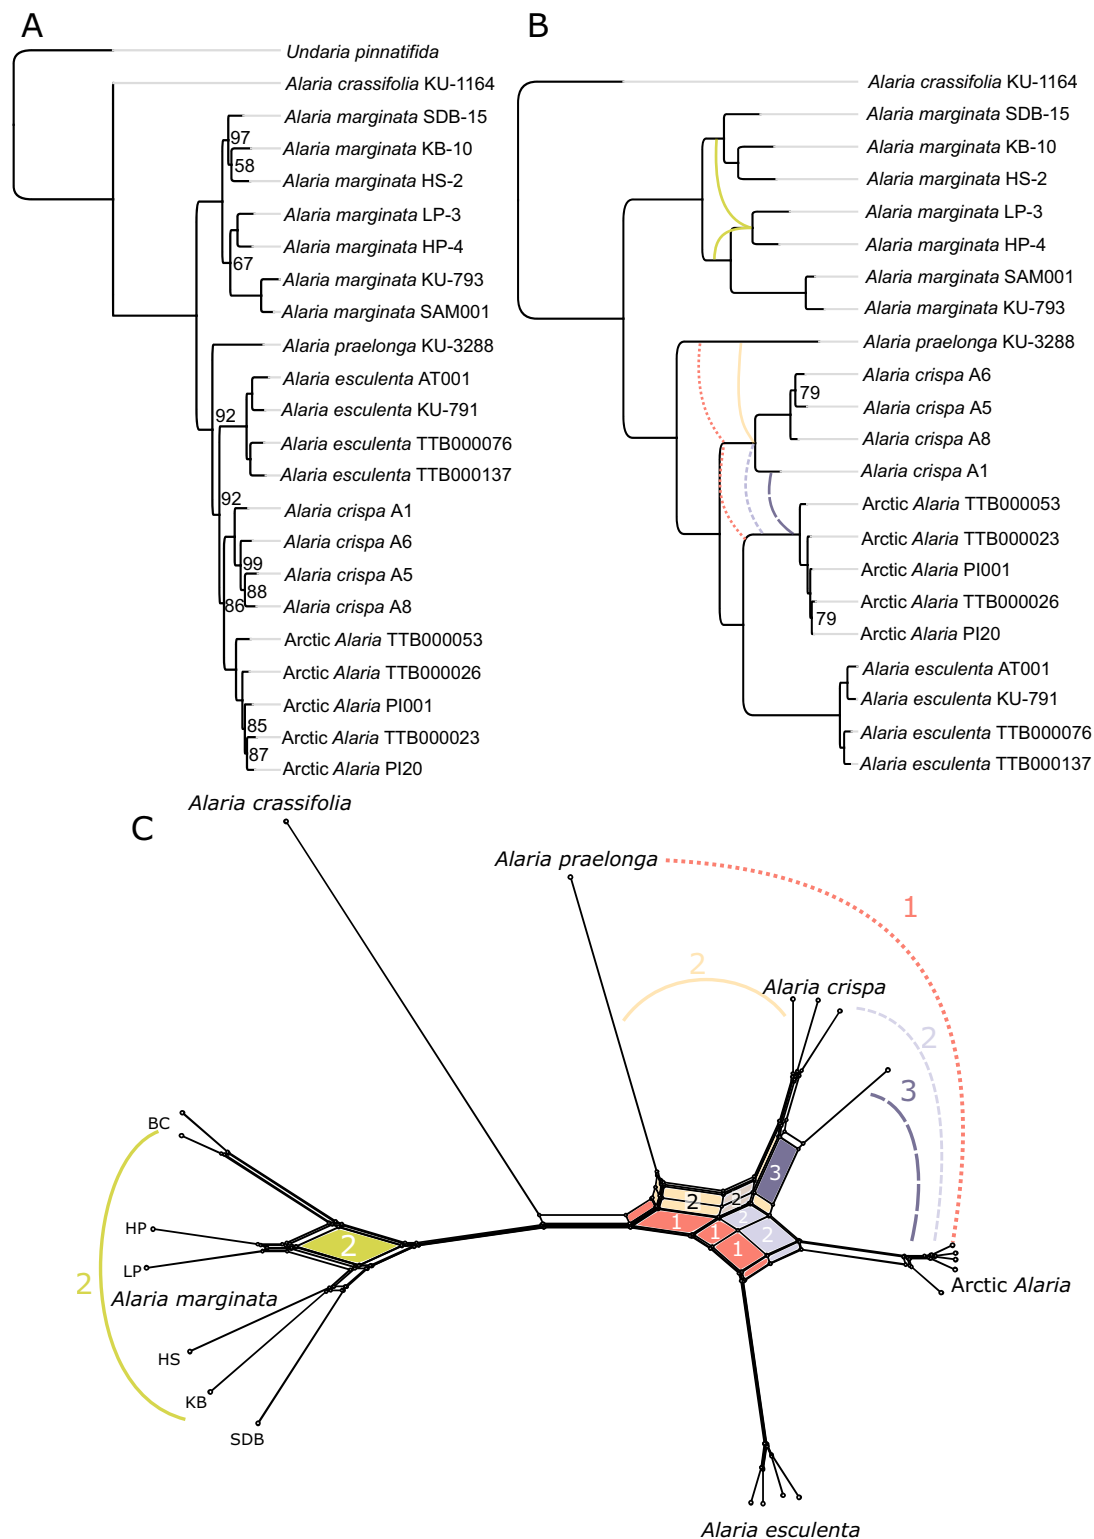 A
Undaria pinnatifida
Alaria crassifolia KU-1164
Alaria marginata SDB-15
97
Alaria marginata KB-10
58
Alaria marginata HS-2
Alaria marginata LP-3
Alaria marginata HP-4
67
Alaria marginata KU-793
Alaria marginata SAM001
Alaria praelonga KU-3288
Alaria esculenta AT001
92
Alaria esculenta KU-791
Alaria esculenta TTB000076
Alaria esculenta TTB000137
92
Alaria crispa A1
Alaria crispa A6
99
Alaria crispa A5
88
86
Alaria crispa A8
Arctic Alaria TTB000053
Arctic Alaria TTB000026
Arctic Alaria PI001
85
Arctic Alaria TTB000023
87
Arctic Alaria PI20
B
Alaria crassifolia KU-1164
Alaria marginata SDB-15
Alaria marginata KB-10
Alaria marginata HS-2
Alaria marginata LP-3
Alaria marginata HP-4
Alaria marginata SAM001
Alaria marginata KU-793
Alaria praelonga KU-3288
Alaria crispa A6
79
Alaria crispa A5
Alaria crispa A8
Alaria crispa A1
Arctic Alaria TTB000053
Arctic Alaria TTB000023
Arctic Alaria PI001
Arctic Alaria TTB000026
79
Arctic Alaria PI20
Alaria esculenta AT001
Alaria esculenta KU-791
Alaria esculenta TTB000076
Alaria esculenta TTB000137
C
Alaria crassifolia
Alaria praelonga
1
2
Alaria crispa
2
3
BC
3
2
2
1
2
1
2
1
HP
2
LP
2
Alaria marginata
Arctic Alaria
HS
KB
SDB
Alaria esculenta